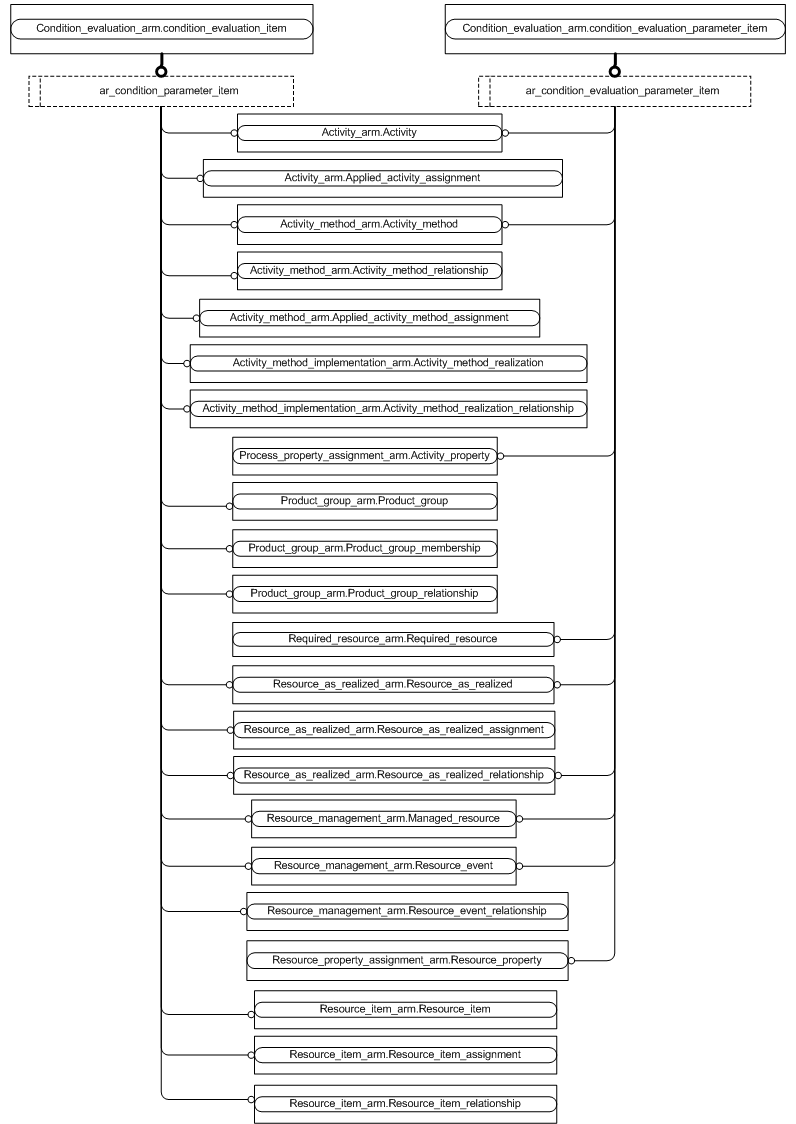 Condition_evaluation_arm.condition_evaluation_item
Condition_evaluation_arm.condition_evaluation_parameter_item
ar_condition_parameter_item
ar_condition_evaluation_parameter_item
Activity_arm.Activity
Activity_arm.Applied_activity_assignment
Activity_method_arm.Activity_method
Activity_method_arm.Activity_method_relationship
Activity_method_arm.Applied_activity_method_assignment
Activity_method_implementation_arm.Activity_method_realization
Activity_method_implementation_arm.Activity_method_realization_relationship
Process_property_assignment_arm.Activity_property
Product_group_arm.Product_group
Product_group_arm.Product_group_membership
Product_group_arm.Product_group_relationship
Required_resource_arm.Required_resource
Resource_as_realized_arm.Resource_as_realized
Resource_as_realized_arm.Resource_as_realized_assignment
Resource_as_realized_arm.Resource_as_realized_relationship
Resource_management_arm.Managed_resource
Resource_management_arm.Resource_event
Resource_management_arm.Resource_event_relationship
Resource_property_assignment_arm.Resource_property
Resource_item_arm.Resource_item
Resource_item_arm.Resource_item_assignment
Resource_item_arm.Resource_item_relationship